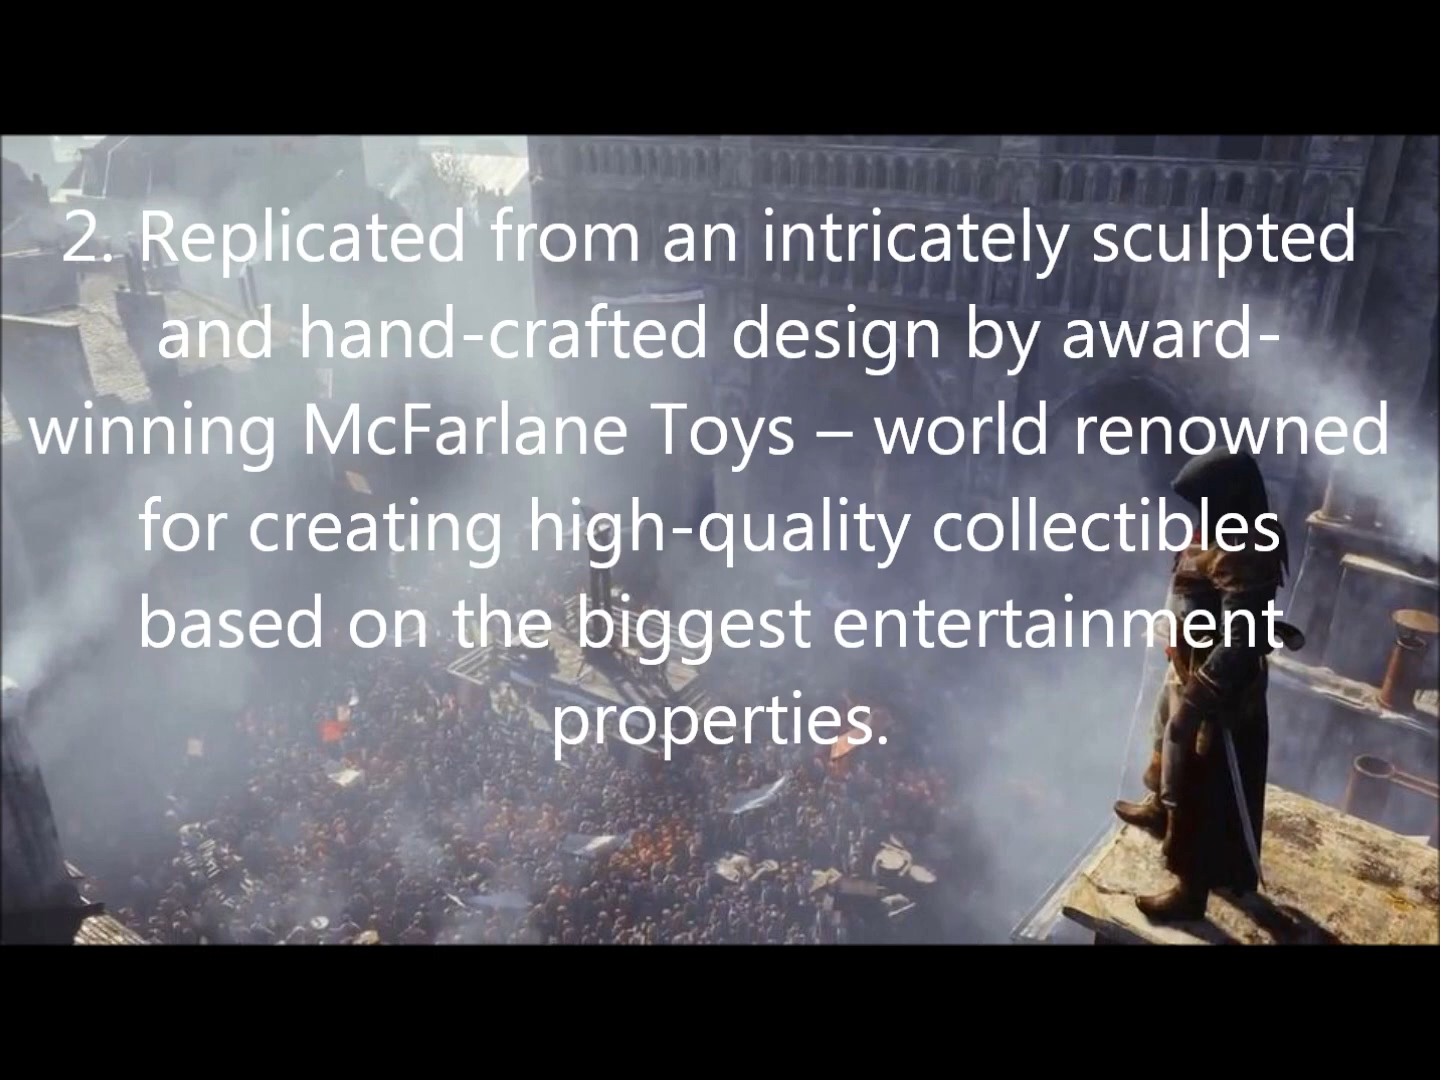 2. Replicated from an intricately sculpted
and hand-crafted design by award-
winning McFarlane Toys – world renowned
for creating high-quality collectibles
based on the biggest entertainment
properties.